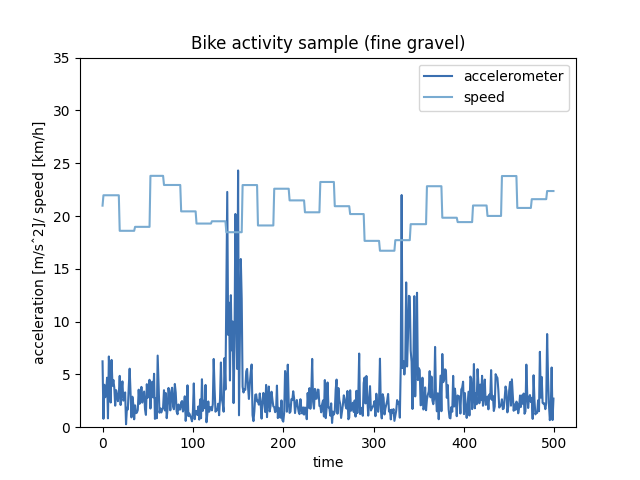 Bike activity sample (fine gravel)
acceleration [m/sˆ2]/ speed [km/h]
35
30
25
20
15
10
5
0
accelerometer
speed
0
100
200
300
400
500
time